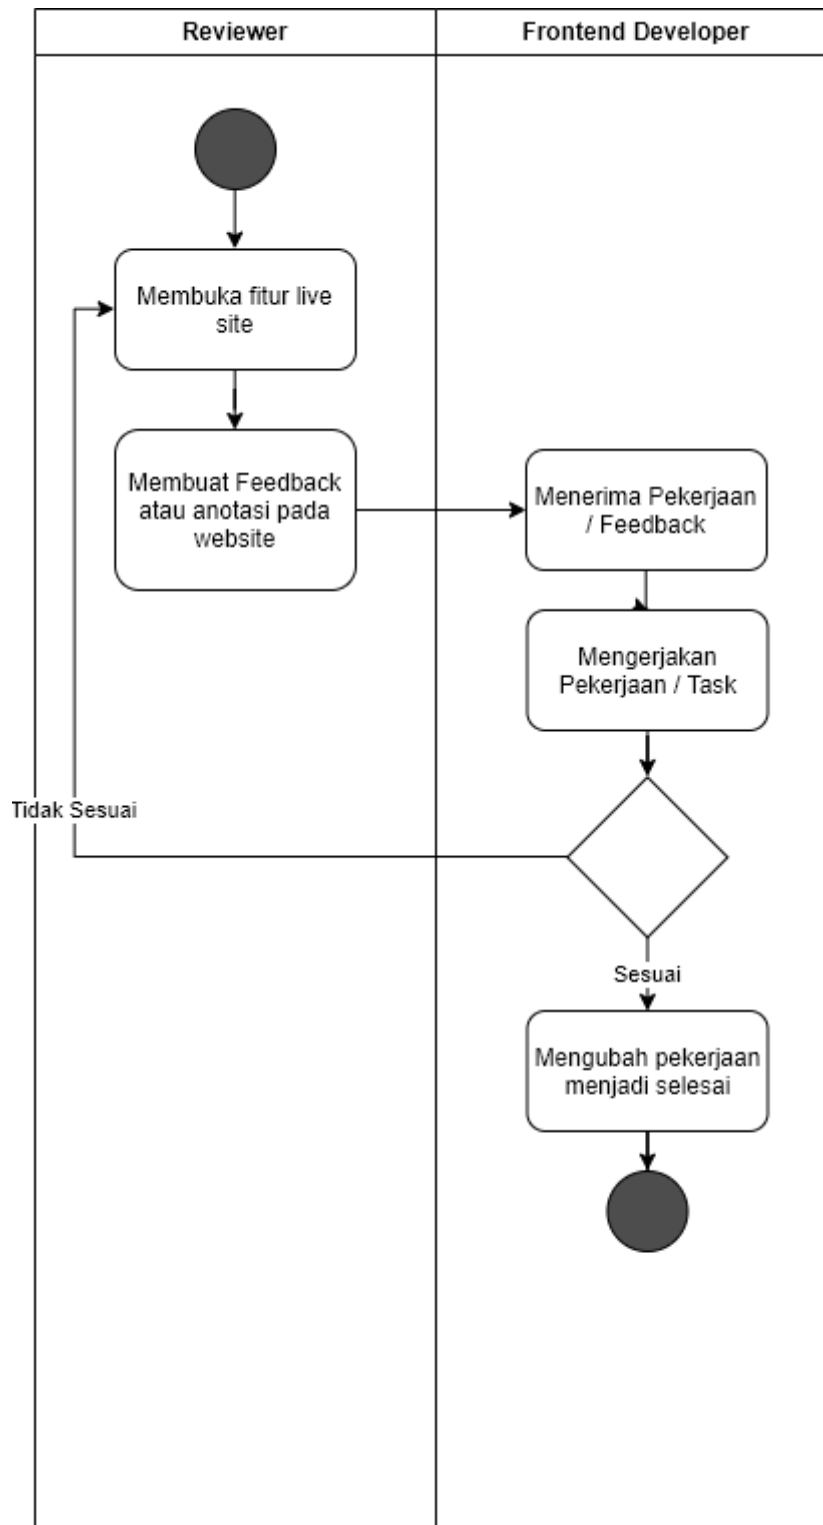 Reviewer
Frontend Developer
Membuka fitur live
site
Membuat Feedback
atau anotasi pada
website
Menerima Pekerjaan
/ Feedback
Mengerjakan
Pekerjaan / Task
Tidak Sesuai
Sesuai
Mengubah pekerjaan
menjadi selesai